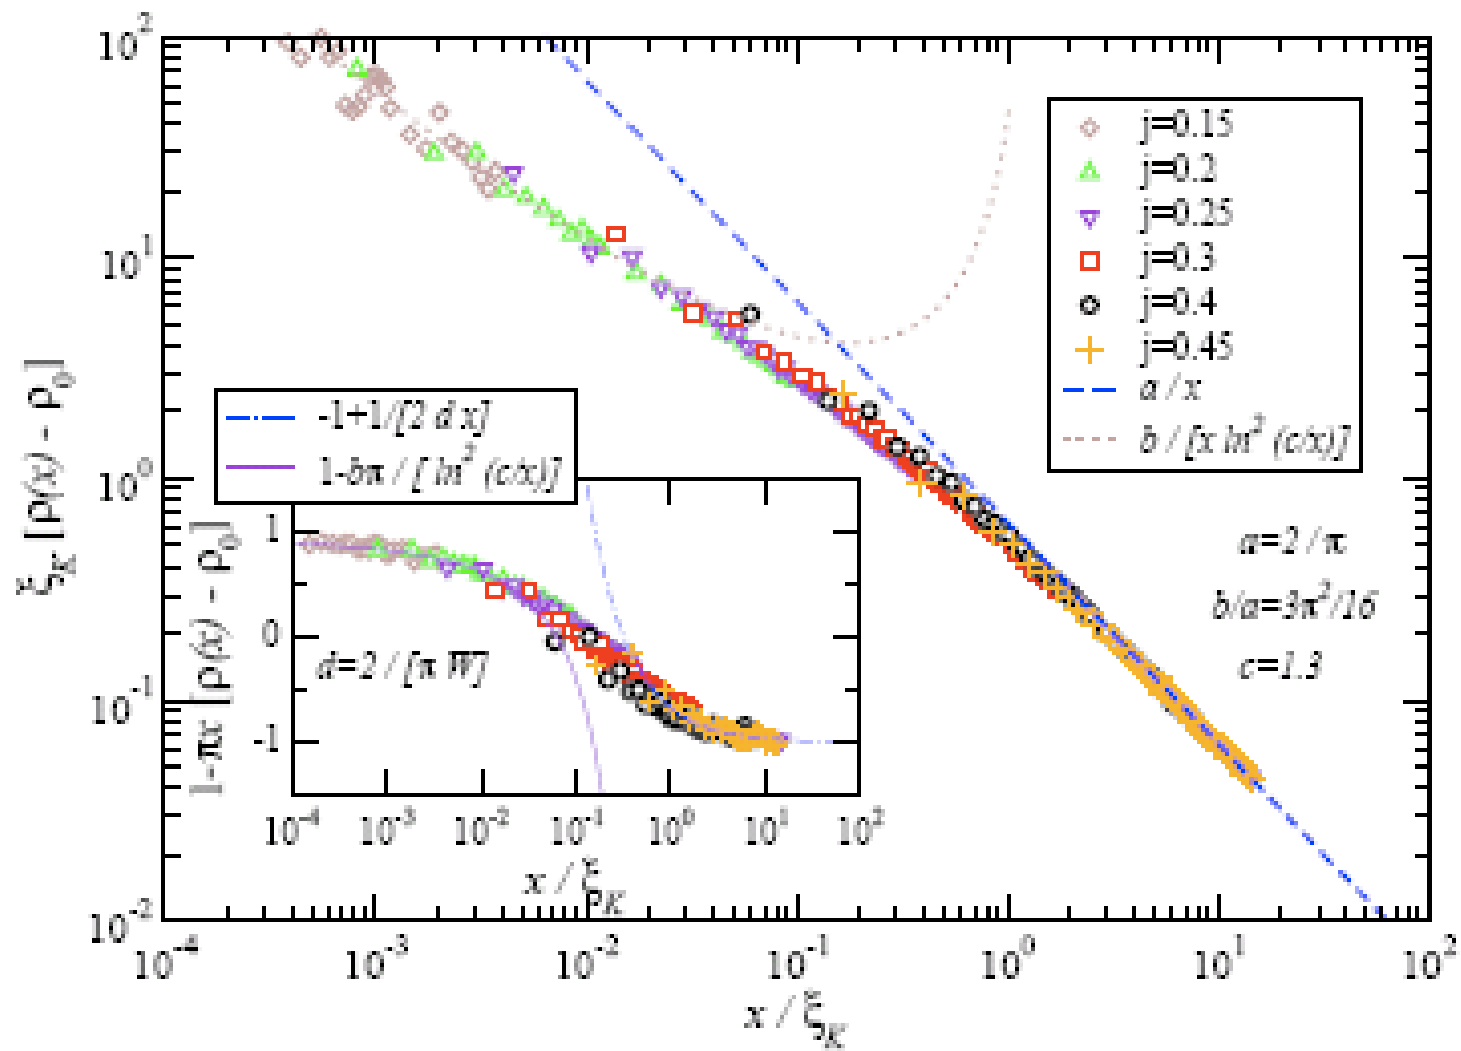 10^2
10^1
10^0
10^-1
10^-2
ξ_K [ρ(x) - ρ_0]
j=0.15
j=0.2
j=0.25
j=0.3
j=0.4
j=0.45
a / x
b / [x ln^2 (c/x)]
-1+1/[2 d x]
1-bπ / [ ln^2 (c/x)]
a=2 / π
b/a=3π^2/16
c=1.3
1
0
-1
1-πx [ρ(x) - ρ_0]
d=2 / [π W]
10^-4 10^-3 10^-2 10^-1 10^0 10^1 10^2
x / ξ_K
10^-4 10^-3 10^-2 10^-1 10^0 10^1 10^2
x / ξ_K